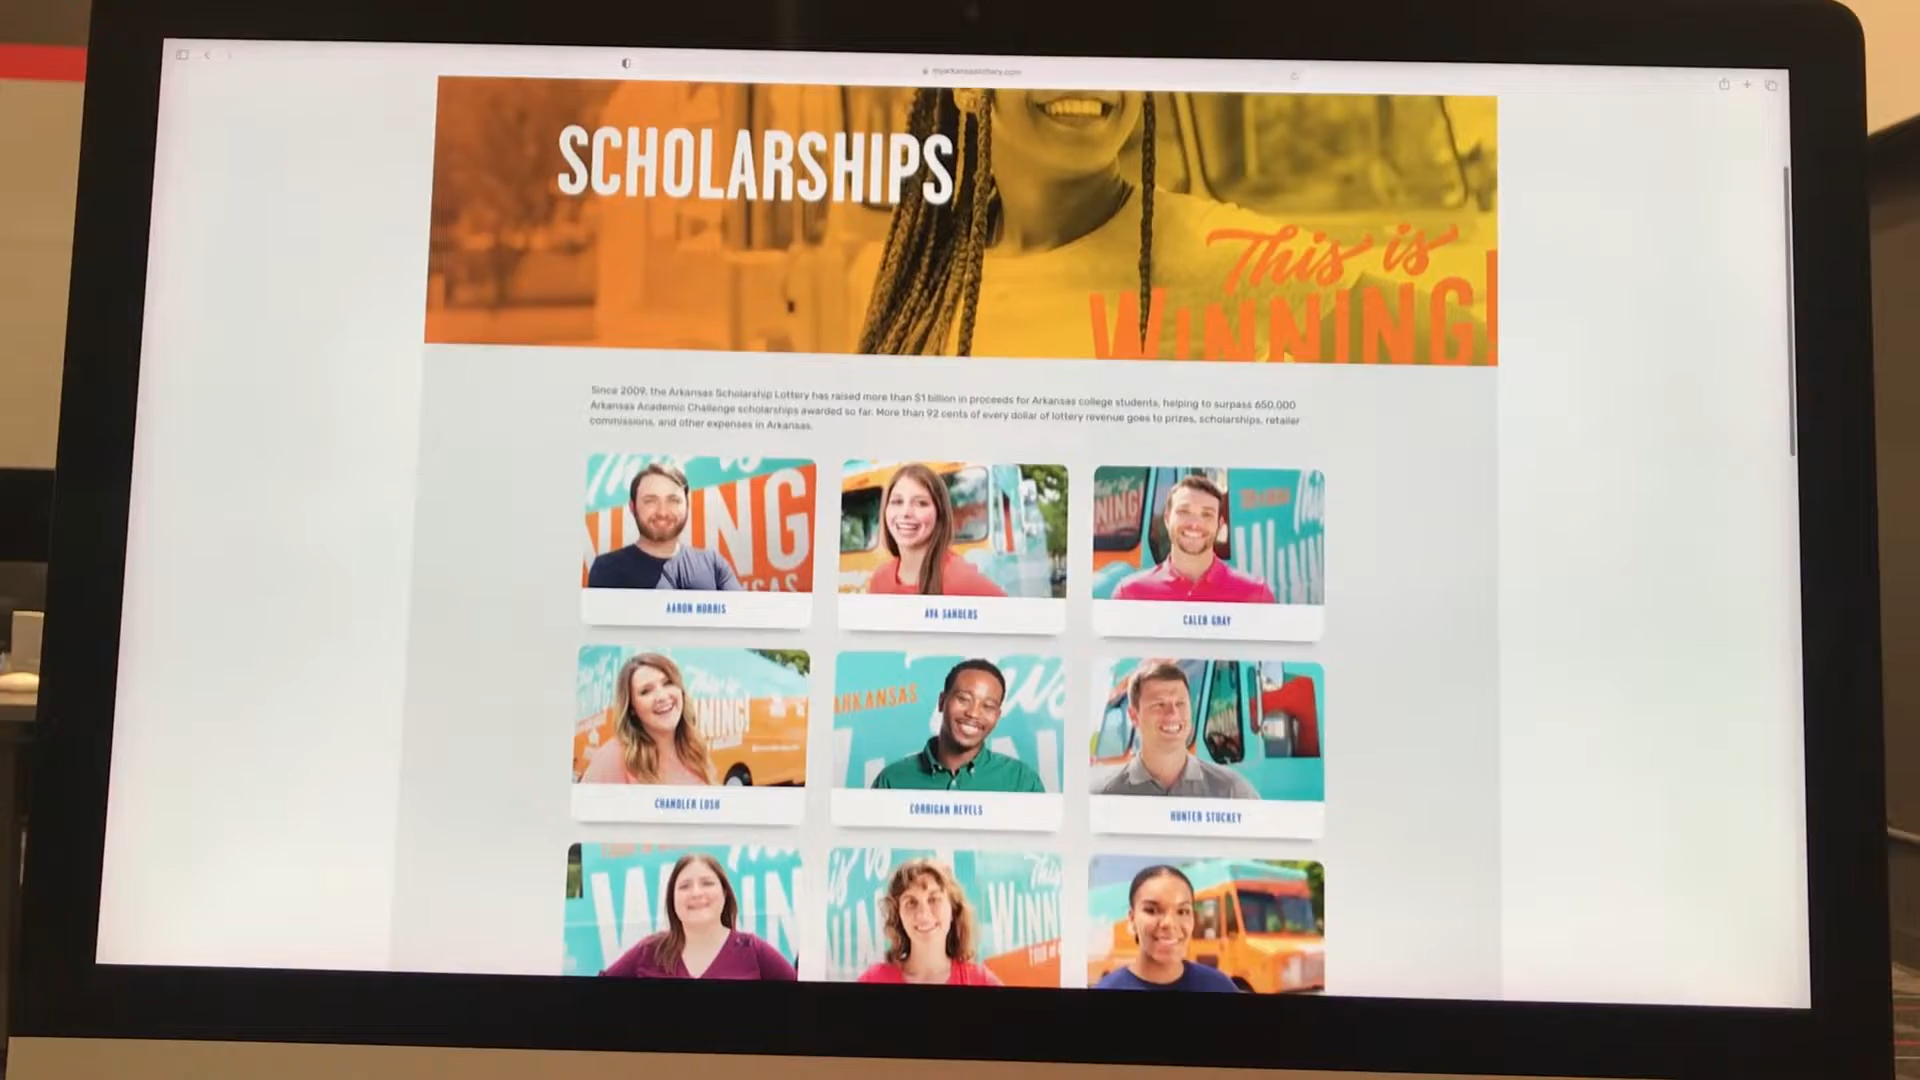 myarkansaslottery.com
SCHOLARSHIPS
This is
WINNING!
Since 2009, the Arkansas Scholarship Lottery has raised more than $1 billion in proceeds for Arkansas college students, helping to surpass 650,000
Arkansas Academic Challenge scholarships awarded so far. More than 92 cents of every dollar of lottery revenue goes to prizes, scholarships, retailer
commissions, and other expenses in Arkansas.
AARON NORRIS
AVA SANDERS
CALEB GRAY
CHANDLER LUSH
ARKANSAS
CORRIGAN REVELS
HUNTER STUCKEY